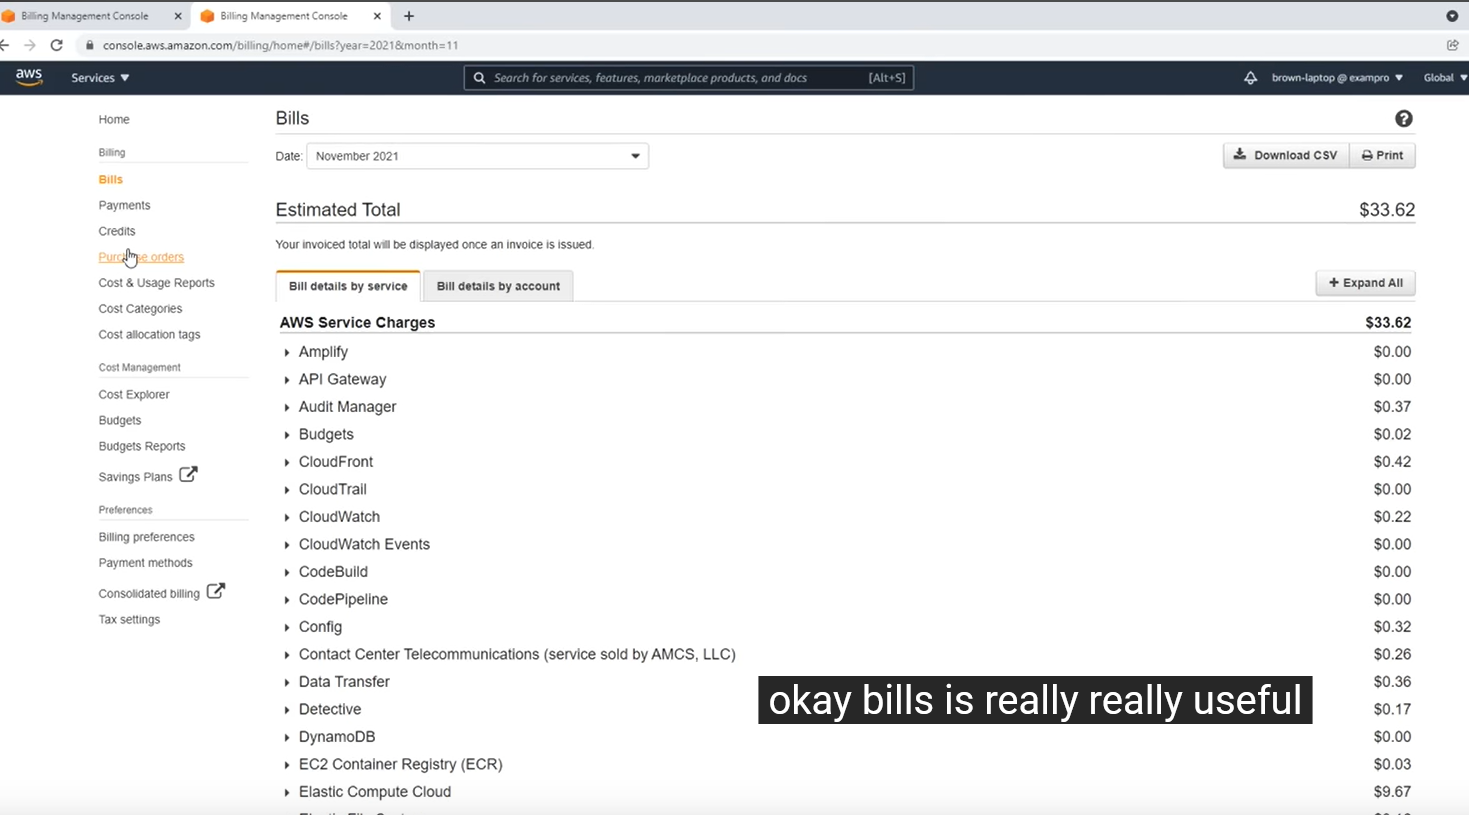 Billing Management Console
Billing Management Console
console.aws.amazon.com/billing/home#/bills?year=2021&month=11
aws
Services
Search for services, features, marketplace products, and docs
[Alt+S]
brown-laptop @ exampro
Global
Home
Billing
Bills
Payments
Credits
orders
Cost & Usage Reports
Cost Categories
Cost allocation tags
Cost Management
Cost Explorer
Budgets
Budgets Reports
Savings Plans
Preferences
Billing preferences
Payment methods
Consolidated billing
Tax settings
Bills
Date: November 2021
Download CSV
Print
Estimated Total $33.62
Your invoiced total will be displayed once an invoice is issued.
Bill details by service
Bill details by account
+ Expand All
AWS Service Charges $33.62
Amplify $0.00
API Gateway $0.00
Audit Manager $0.37
Budgets $0.02
CloudFront $0.42
CloudTrail $0.00
CloudWatch $0.22
CloudWatch Events $0.00
CodeBuild $0.00
CodePipeline $0.00
Config $0.32
Contact Center Telecommunications (service sold by AMCS, LLC) $0.26
Data Transfer $0.36
Detective $0.17
DynamoDB $0.00
EC2 Container Registry (ECR) $0.03
Elastic Compute Cloud $9.67
okay bills is really really useful